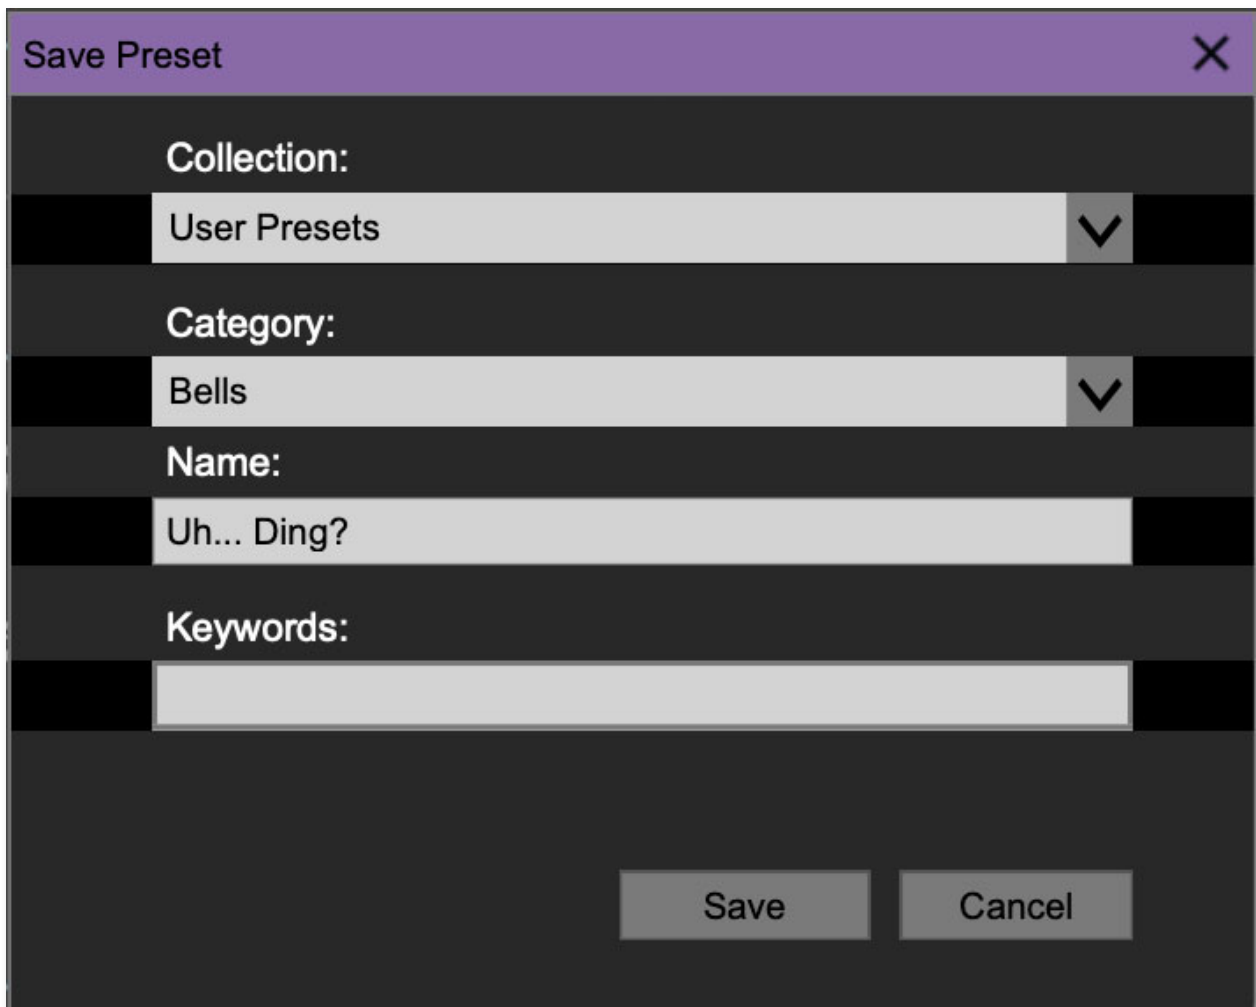 Save Preset
Collection:
User Presets
Category:
Bells
Name:
Uh... Ding?
Keywords:
Save Cancel